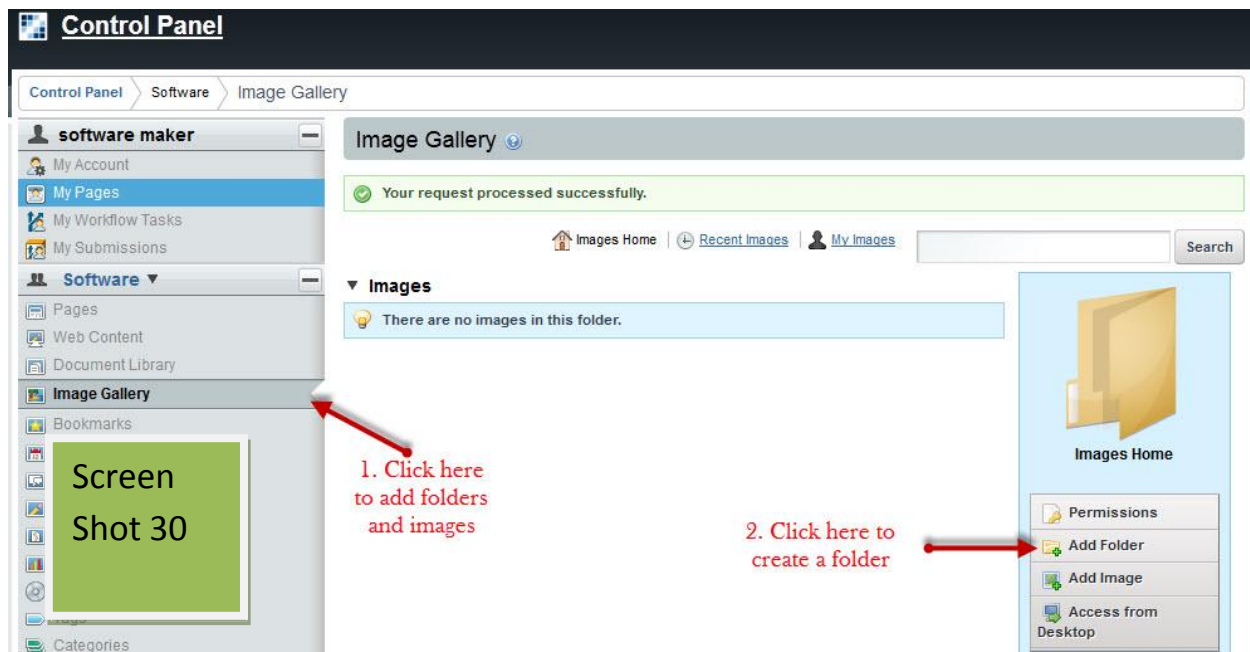 Control Panel
Control Panel Software Image Gallery
software maker
My Account
My Pages
My Workflow Tasks
My Submissions
Software ▼
Pages
Web Content
Document Library
Image Gallery
Bookmarks
Screen
Shot 30
Categories
Image Gallery
Your request processed successfully.
Images Home | Recent Images | My Images
Search
▼ Images
There are no images in this folder.
1. Click here
to add folders
and images
2. Click here to
create a folder
Images Home
Permissions
Add Folder
Add Image
Access from
Desktop